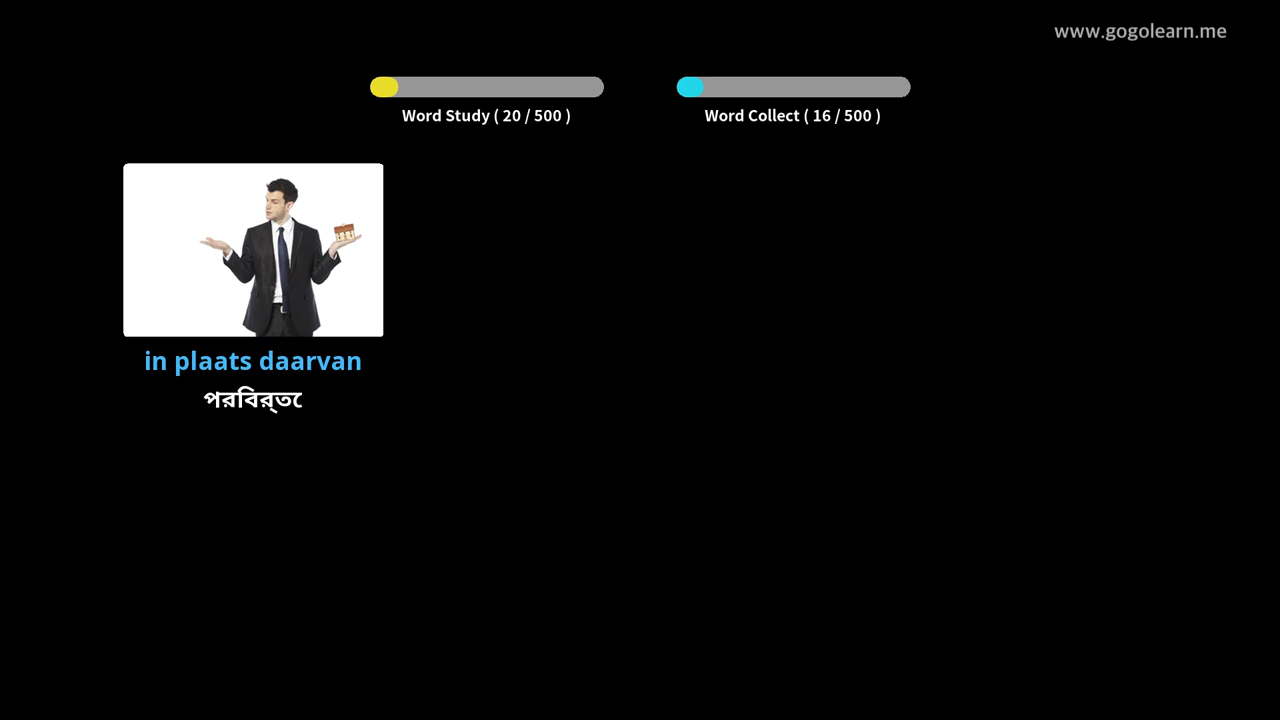 www.gogolearn.me
Word Study ( 20 / 500 )
Word Collect ( 16 / 500 )
in plaats daarvan
পরিবর্তে